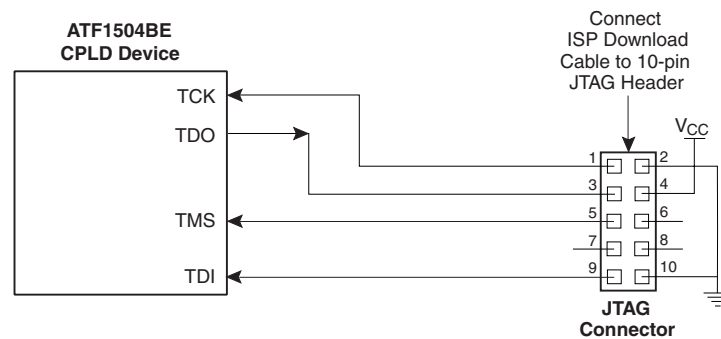 ATF1504BE
CPLD Device
Connect
ISP Download
Cable to 10-pin
JTAG Header
TCK
TDO
TMS
TDI
VCC
1
2
3
4
5
6
7
8
9
10
JTAG
Connector